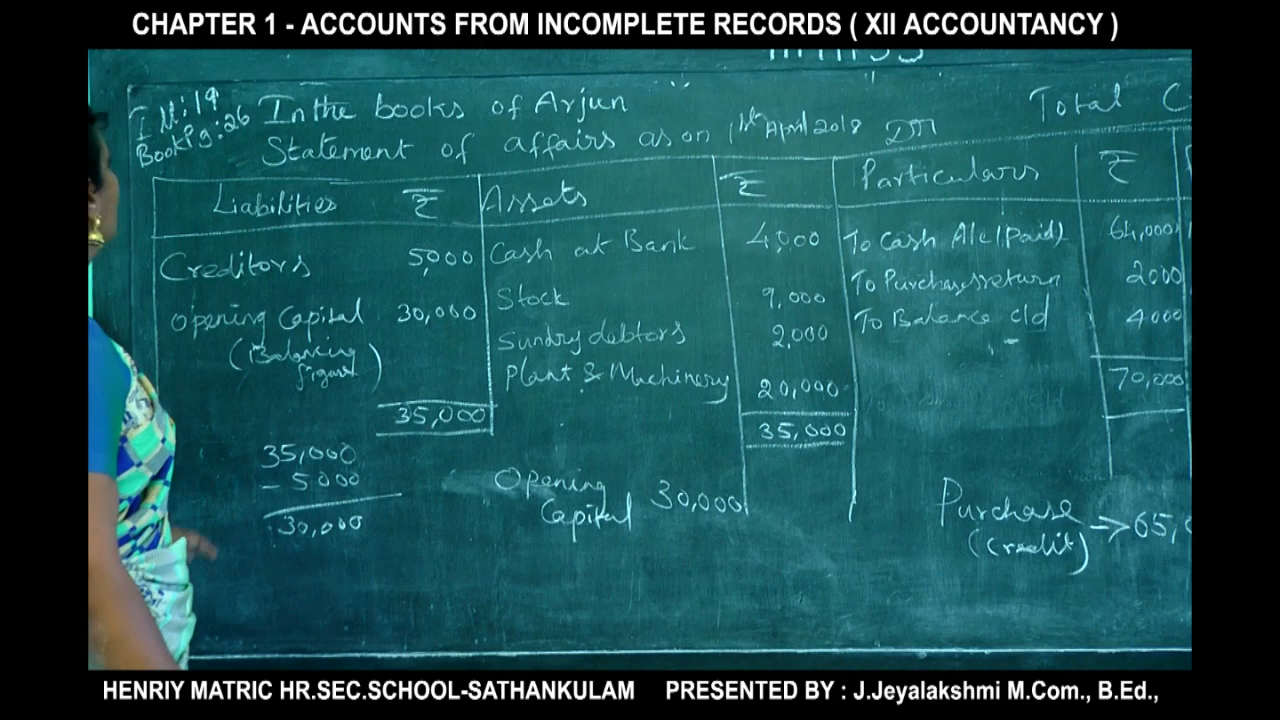 CHAPTER 1 - ACCOUNTS FROM INCOMPLETE RECORDS ( XII ACCOUNTANCY )
I M: 19
Book Pg: 26
In the books of Arjun
Statement of affairs as on 1st April 2018
Liabilities ₹ Assets ₹
Creditors 5,000 Cash at Bank 4,000
Opening Capital 30,000 Stock 9,000
(Balancing figure) Sundry debtors 2,000
Plant & Machinery 20,000
35,000 35,000
35,000
- 5000
30,000
Opening Capital 30,000
Total C
Particulars ₹
To Cash A/c (Paid) 64,000
To Purchases return 2000
To Balance c/d 4000
70,000
Purchase (credit) → 65,0
HENRIY MATRIC HR.SEC.SCHOOL-SATHANKULAM PRESENTED BY : J.Jeyalakshmi M.Com., B.Ed.,